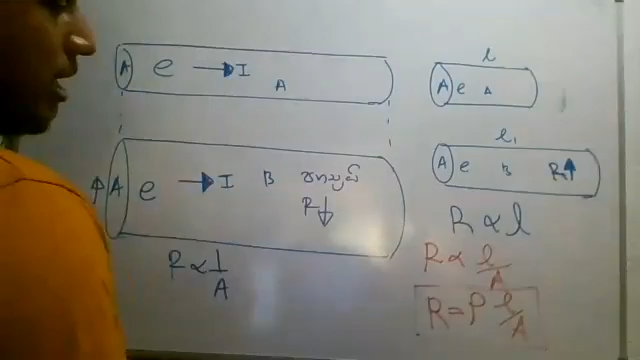 A e → I A
↑ A e → I B
R ↓
R ∝ 1/A
l
A e A
l₁
A e B R ↑
R ∝ l
R ∝ l/A
R = ρ l/A